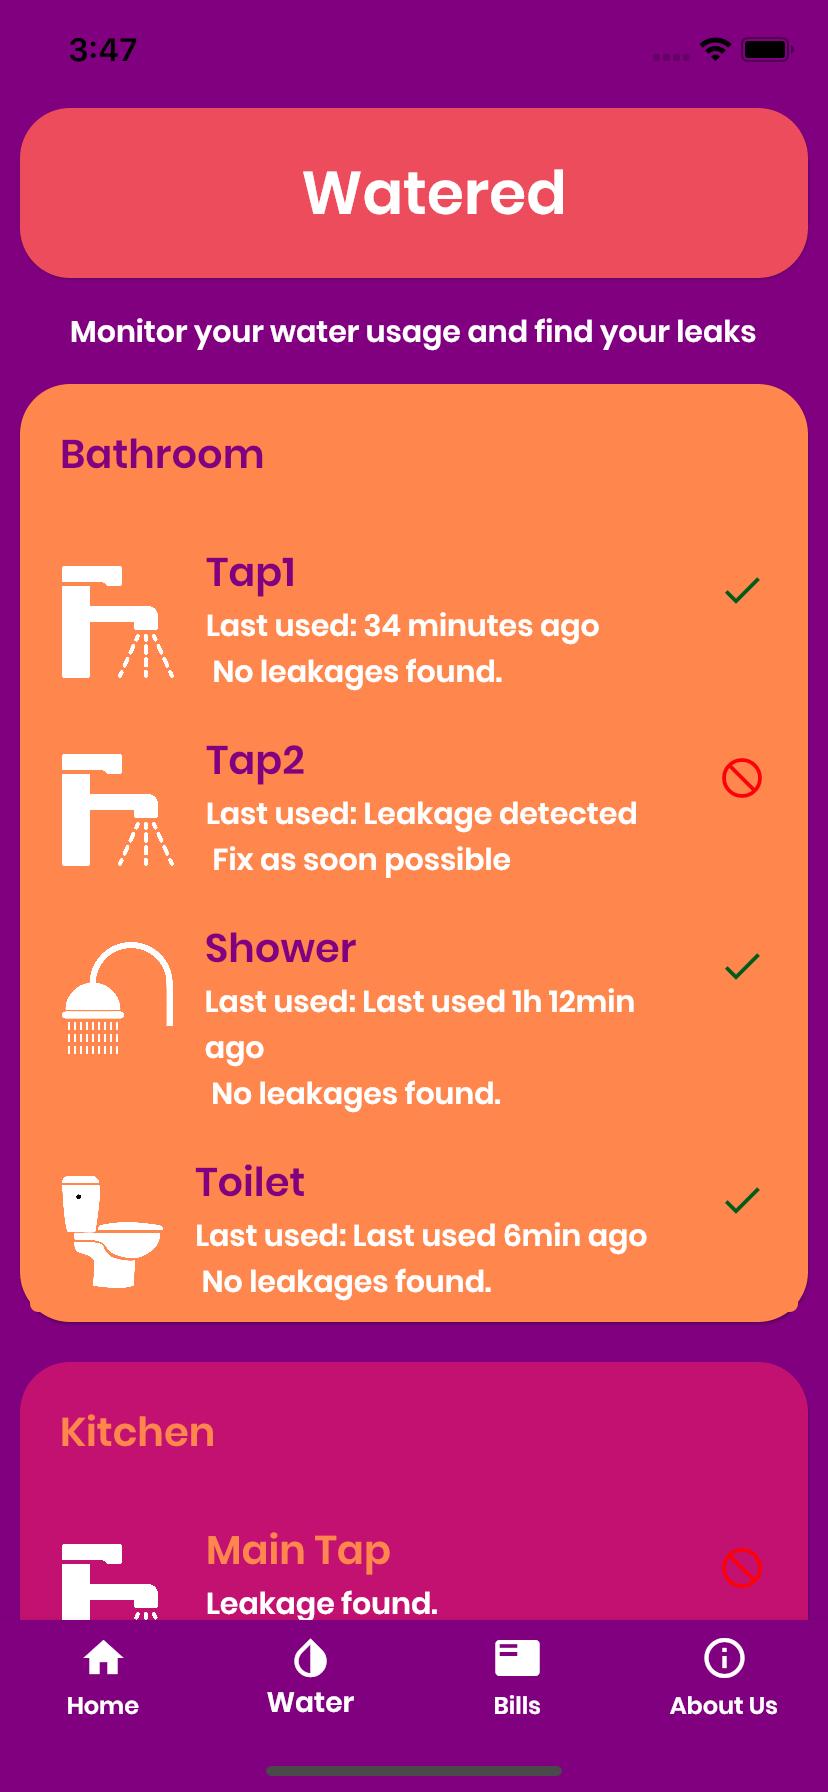 3:47
Watered
Monitor your water usage and find your leaks
Bathroom
Tap1
Last used: 34 minutes ago
No leakages found.
Tap2
Last used: Leakage detected
Fix as soon possible
Shower
Last used: Last used 1h 12min
ago
No leakages found.
Toilet
Last used: Last used 6min ago
No leakages found.
Kitchen
Main Tap
Leakage found.
Home
Water
Bills
About Us